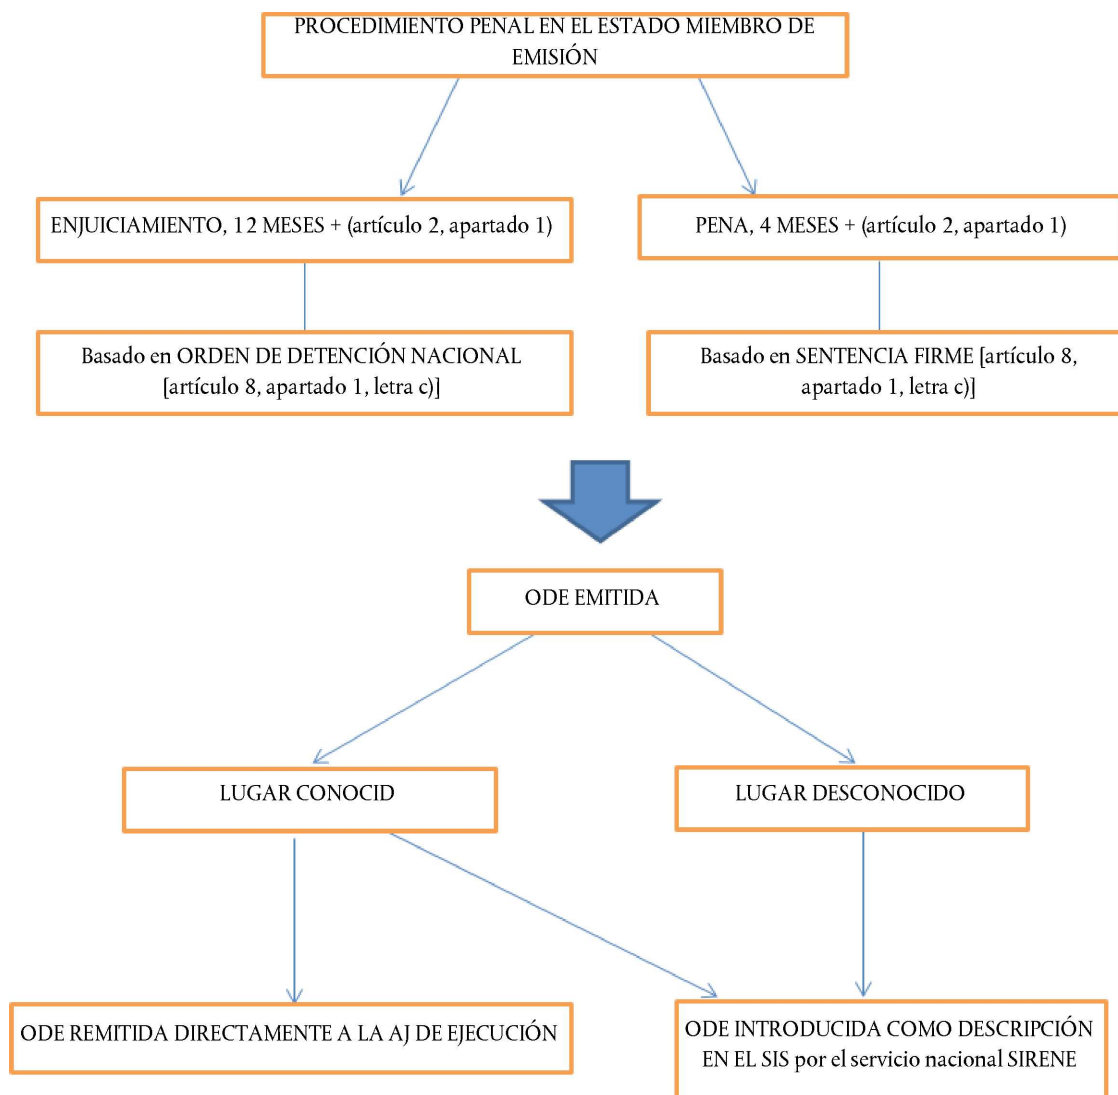 PROCEDIMIENTO PENAL EN EL ESTADO MIEMBRO DE
EMISIÓN
ENJUICIAMIENTO, 12 MESES + (artículo 2, apartado 1)
PENA, 4 MESES + (artículo 2, apartado 1)
Basado en ORDEN DE DETENCIÓN NACIONAL
[artículo 8, apartado 1, letra c)]
Basado en SENTENCIA FIRME [artículo 8,
apartado 1, letra c)]
ODE EMITIDA
LUGAR CONOCID
LUGAR DESCONOCIDO
ODE REMITIDA DIRECTAMENTE A LA AJ DE EJECUCIÓN
ODE INTRODUCIDA COMO DESCRIPCIÓN
EN EL SIS por el servicio nacional SIRENE